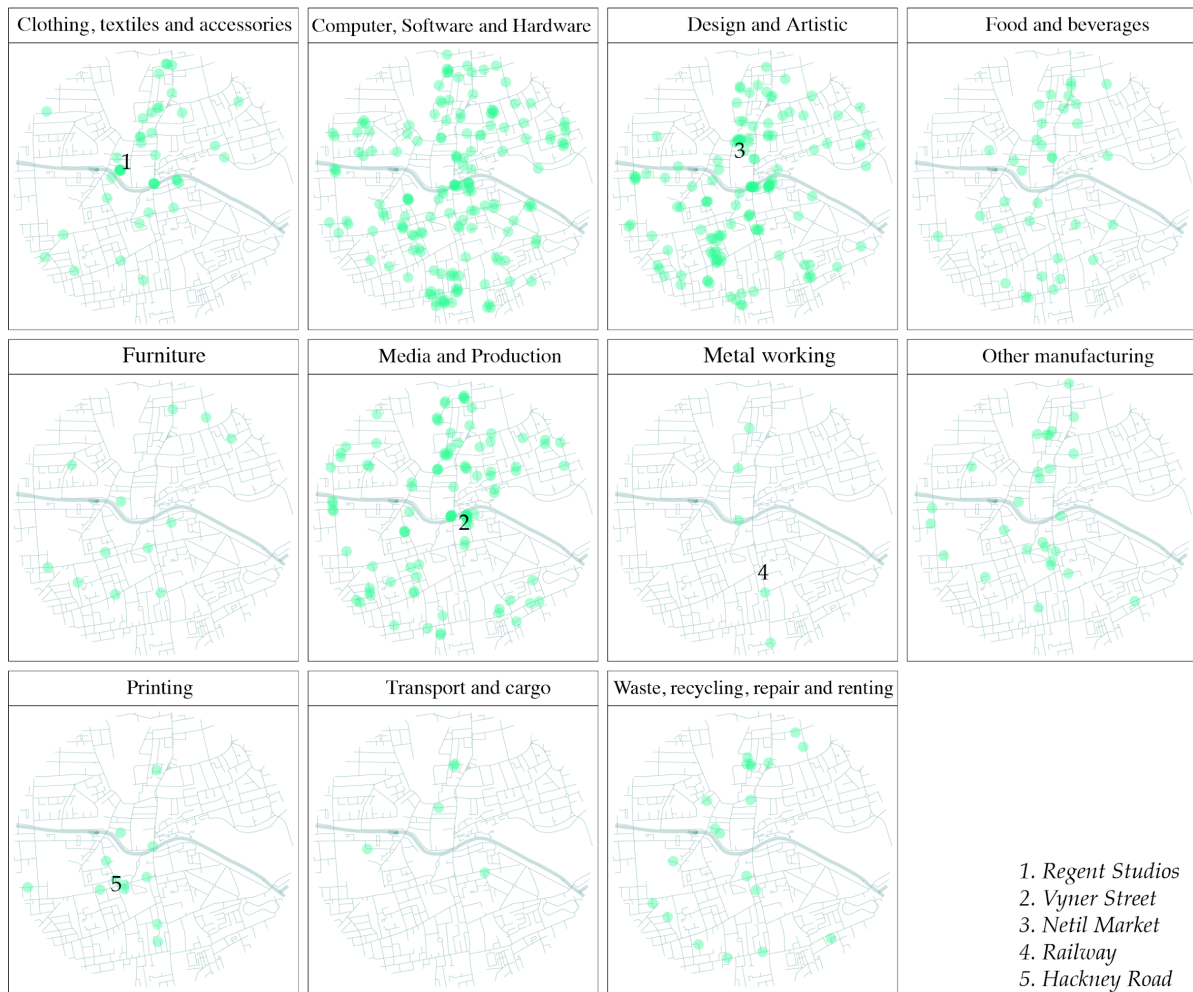 Clothing, textiles and accessories
Computer, Software and Hardware
Design and Artistic
Food and beverages
1
3
Furniture
Media and Production
Metal working
Other manufacturing
2
4
Printing
Transport and cargo
Waste, recycling, repair and renting
5
1. Regent Studios
2. Vyner Street
3. Netil Market
4. Railway
5. Hackney Road